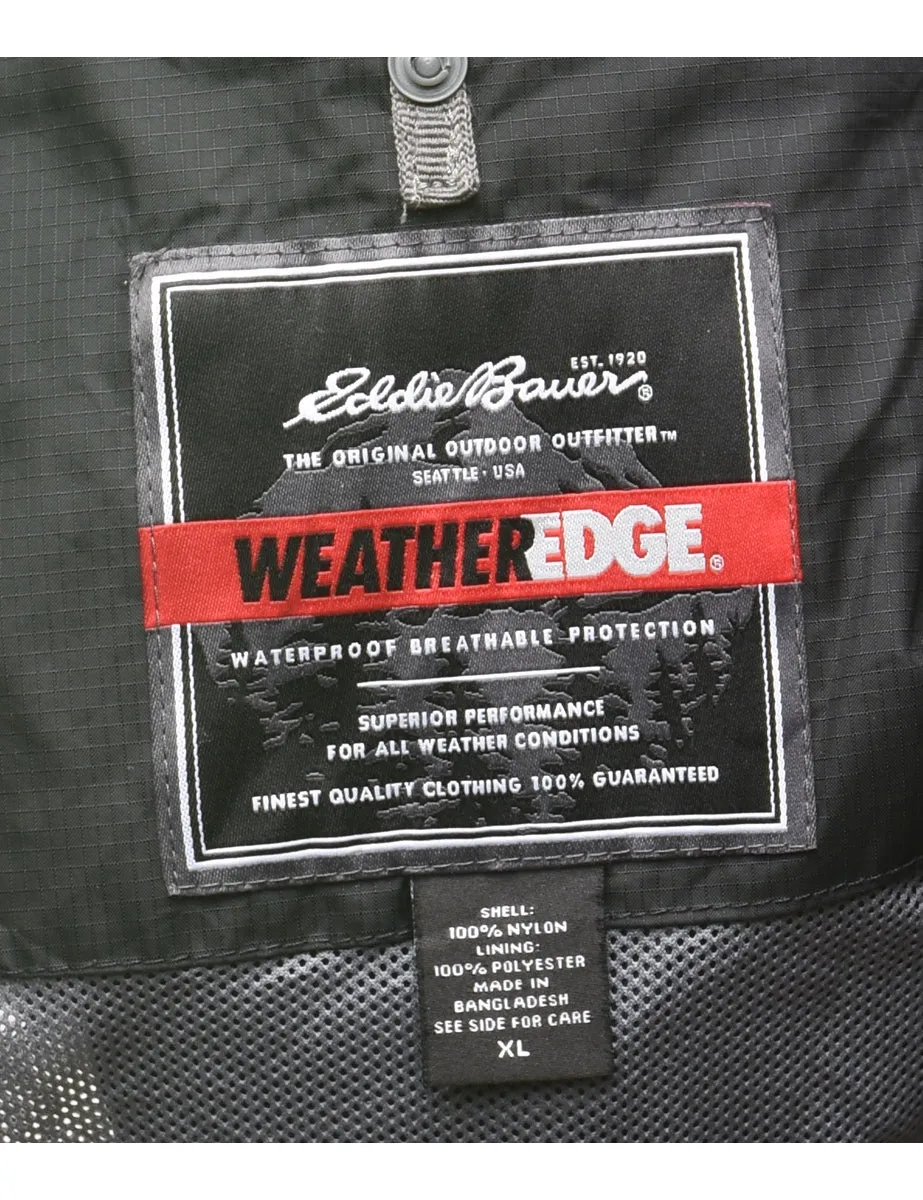 EST. 1920
Eddie Bauer®
THE ORIGINAL OUTDOOR OUTFITTER™
SEATTLE · USA
WEATHEREDGE®
WATERPROOF BREATHABLE PROTECTION
SUPERIOR PERFORMANCE
FOR ALL WEATHER CONDITIONS
FINEST QUALITY CLOTHING 100% GUARANTEED
SHELL:
100% NYLON
LINING:
100% POLYESTER
MADE IN
BANGLADESH
SEE SIDE FOR CARE
XL